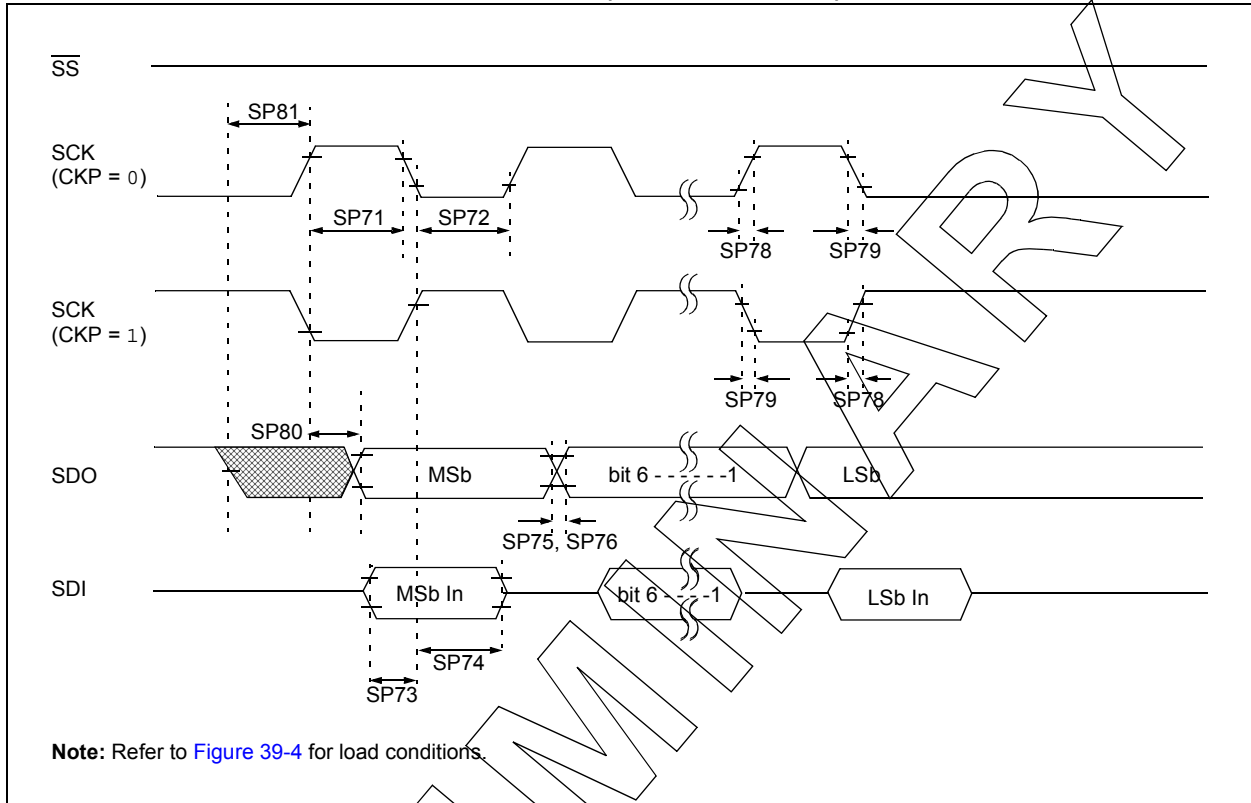 SS
SP81
SCK
(CKP = 0)
SP71 SP72
SP78 SP79
SCK
(CKP = 1)
SP79 SP78
SP80
SDO MSb bit 6 - - - - - -1 LSb
SP75, SP76
SDI MSb In bit 6 - - - - -1 LSb In
SP74
SP73
Note: Refer to Figure 39-4 for load conditions.
IMINARY